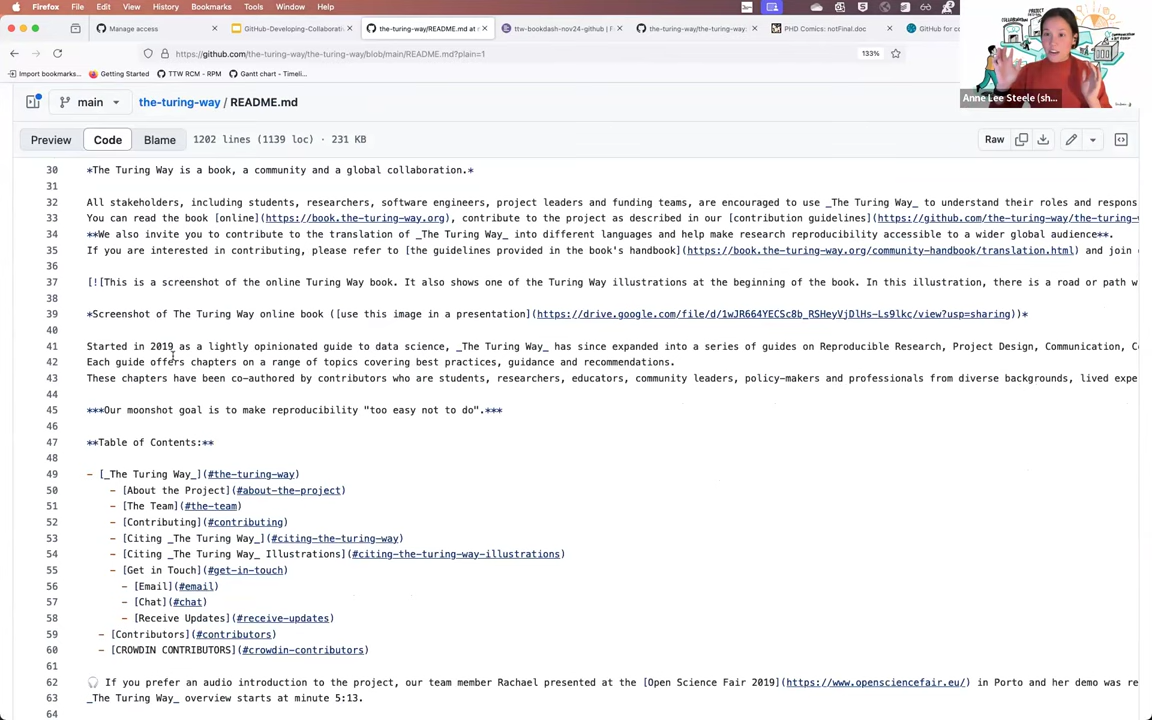 Firefox File Edit View History Bookmarks Tools Window Help
Manage access
GitHub-Developing-Collaborati
the-turing-way/README.md at
ttw-bookdash-nov24-github |
the-turing-way/the-turing-way:
PHD Comics: notFinal.doc
GitHub for co
https://github.com/the-turing-way/the-turing-way/blob/main/README.md?plain=1
133%
Import bookmarks... Getting Started TTW RCM - RPM Gantt chart - Timeli...
Anne Lee Steele (sh...
main the-turing-way / README.md
Preview Code Blame 1202 lines (1139 loc) · 231 KB Raw
30 *The Turing Way is a book, a community and a global collaboration.*
31
32 All stakeholders, including students, researchers, software engineers, project leaders and funding teams, are encouraged to use _The Turing Way_ to understand their roles and respons
33 You can read the book [online](https://book.the-turing-way.org), contribute to the project as described in our [contribution guidelines](https://github.com/the-turing-way/the-turing-w
34 **We also invite you to contribute to the translation of _The Turing Way_ into different languages and help make research reproducibility accessible to a wider global audience**.
35 If you are interested in contributing, please refer to [the guidelines provided in the book's handbook](https://book.the-turing-way.org/community-handbook/translation.html) and join
36
37 [![This is a screenshot of the online Turing Way book. It also shows one of the Turing Way illustrations at the beginning of the book. In this illustration, there is a road or path w
38
39 *Screenshot of The Turing Way online book ([use this image in a presentation](https://drive.google.com/file/d/1wJR664YECSc8b_RSHeyVjDlHs-Ls9lkc/view?usp=sharing))*
40
41 Started in 2019 as a lightly opinionated guide to data science, _The Turing Way_ has since expanded into a series of guides on Reproducible Research, Project Design, Communication, C
42 Each guide offers chapters on a range of topics covering best practices, guidance and recommendations.
43 These chapters have been co-authored by contributors who are students, researchers, educators, community leaders, policy-makers and professionals from diverse backgrounds, lived expe
44
45 ***Our moonshot goal is to make reproducibility "too easy not to do".***
46
47 **Table of Contents:**
48
49 - [_The Turing Way_](#the-turing-way)
50 - [About the Project](#about-the-project)
51 - [The Team](#the-team)
52 - [Contributing](#contributing)
53 - [Citing _The Turing Way_](#citing-the-turing-way)
54 - [Citing _The Turing Way_ Illustrations](#citing-the-turing-way-illustrations)
55 - [Get in Touch](#get-in-touch)
56 - [Email](#email)
57 - [Chat](#chat)
58 - [Receive Updates](#receive-updates)
59 - [Contributors](#contributors)
60 - [CROWDIN CONTRIBUTORS](#crowdin-contributors)
61
62 🎧 If you prefer an audio introduction to the project, our team member Rachael presented at the [Open Science Fair 2019](https://www.opensciencefair.eu/) in Porto and her demo was re
63 _The Turing Way_ overview starts at minute 5:13.
64